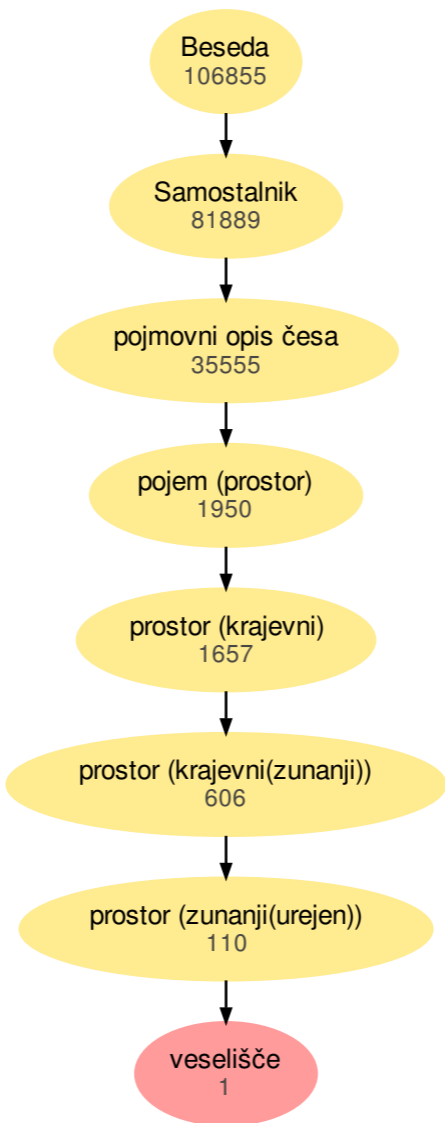 Beseda
106855
Samostalnik
81889
pojmovni opis česa
35555
pojem (prostor)
1950
prostor (krajevni)
1657
prostor (krajevni(zunanji))
606
prostor (zunanji(urejen))
110
veselišče
1